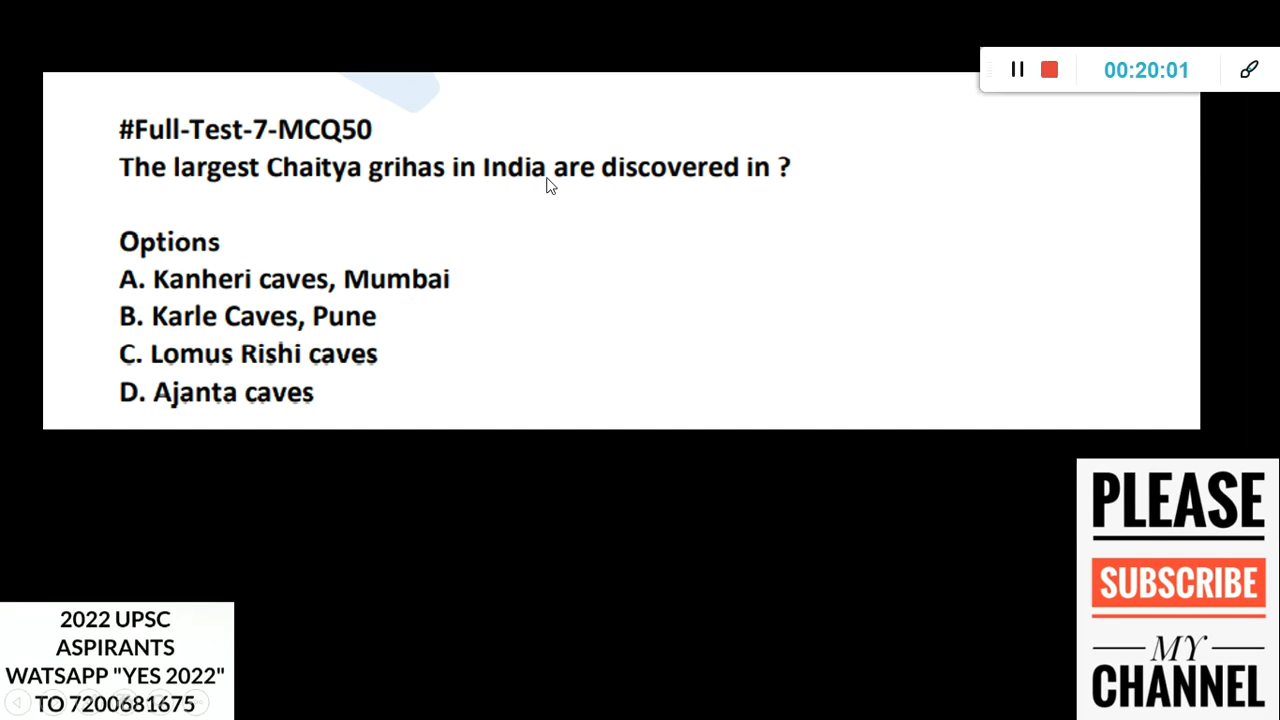 00:20:01
#Full-Test-7-MCQ50
The largest Chaitya grihas in India are discovered in ?
Options
A. Kanheri caves, Mumbai
B. Karle Caves, Pune
C. Lomus Rishi caves
D. Ajanta caves
PLEASE
SUBSCRIBE
MY
CHANNEL
2022 UPSC
ASPIRANTS
WATSAPP "YES 2022"
TO 7200681675